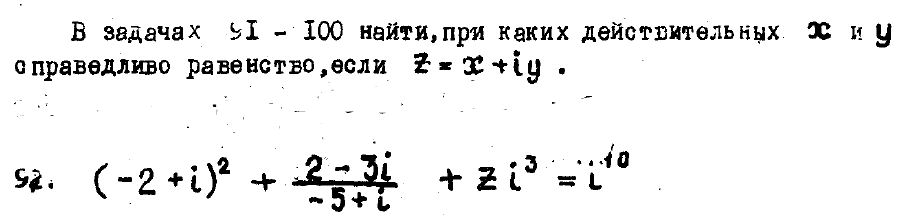 В задачах 91 - 100 найти, при каких действительных x и y
справедливо равенство, если z = x + iy .
92. (-2 + i)² + (2 - 3i)/(-5 + i) + z i³ = i¹⁰